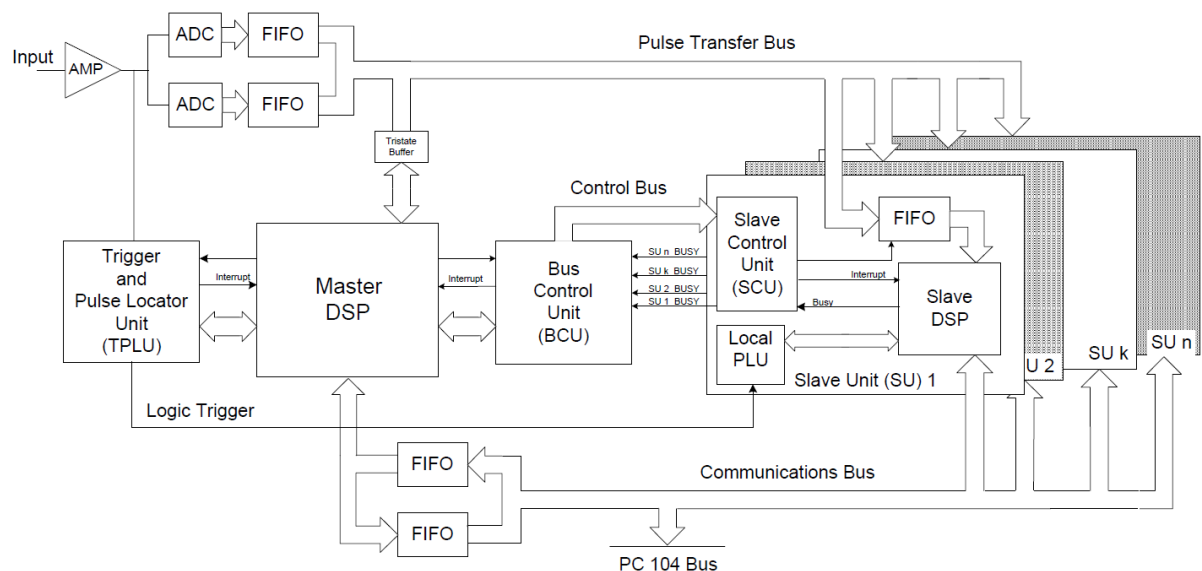 Input
AMP
ADC
FIFO
ADC
FIFO
Pulse Transfer Bus
Tristate
Buffer
Control Bus
Trigger
and
Pulse Locator
Unit
(TPLU)
Interrupt
Master
DSP
Interrupt
Bus
Control
Unit
(BCU)
SU n BUSY
SU k BUSY
SU 2 BUSY
SU 1 BUSY
Slave
Control
Unit
(SCU)
FIFO
Interrupt
Busy
Slave
DSP
Local
PLU
Slave Unit (SU) 1
U 2
SU k
SU n
Logic Trigger
FIFO
FIFO
Communications Bus
PC 104 Bus